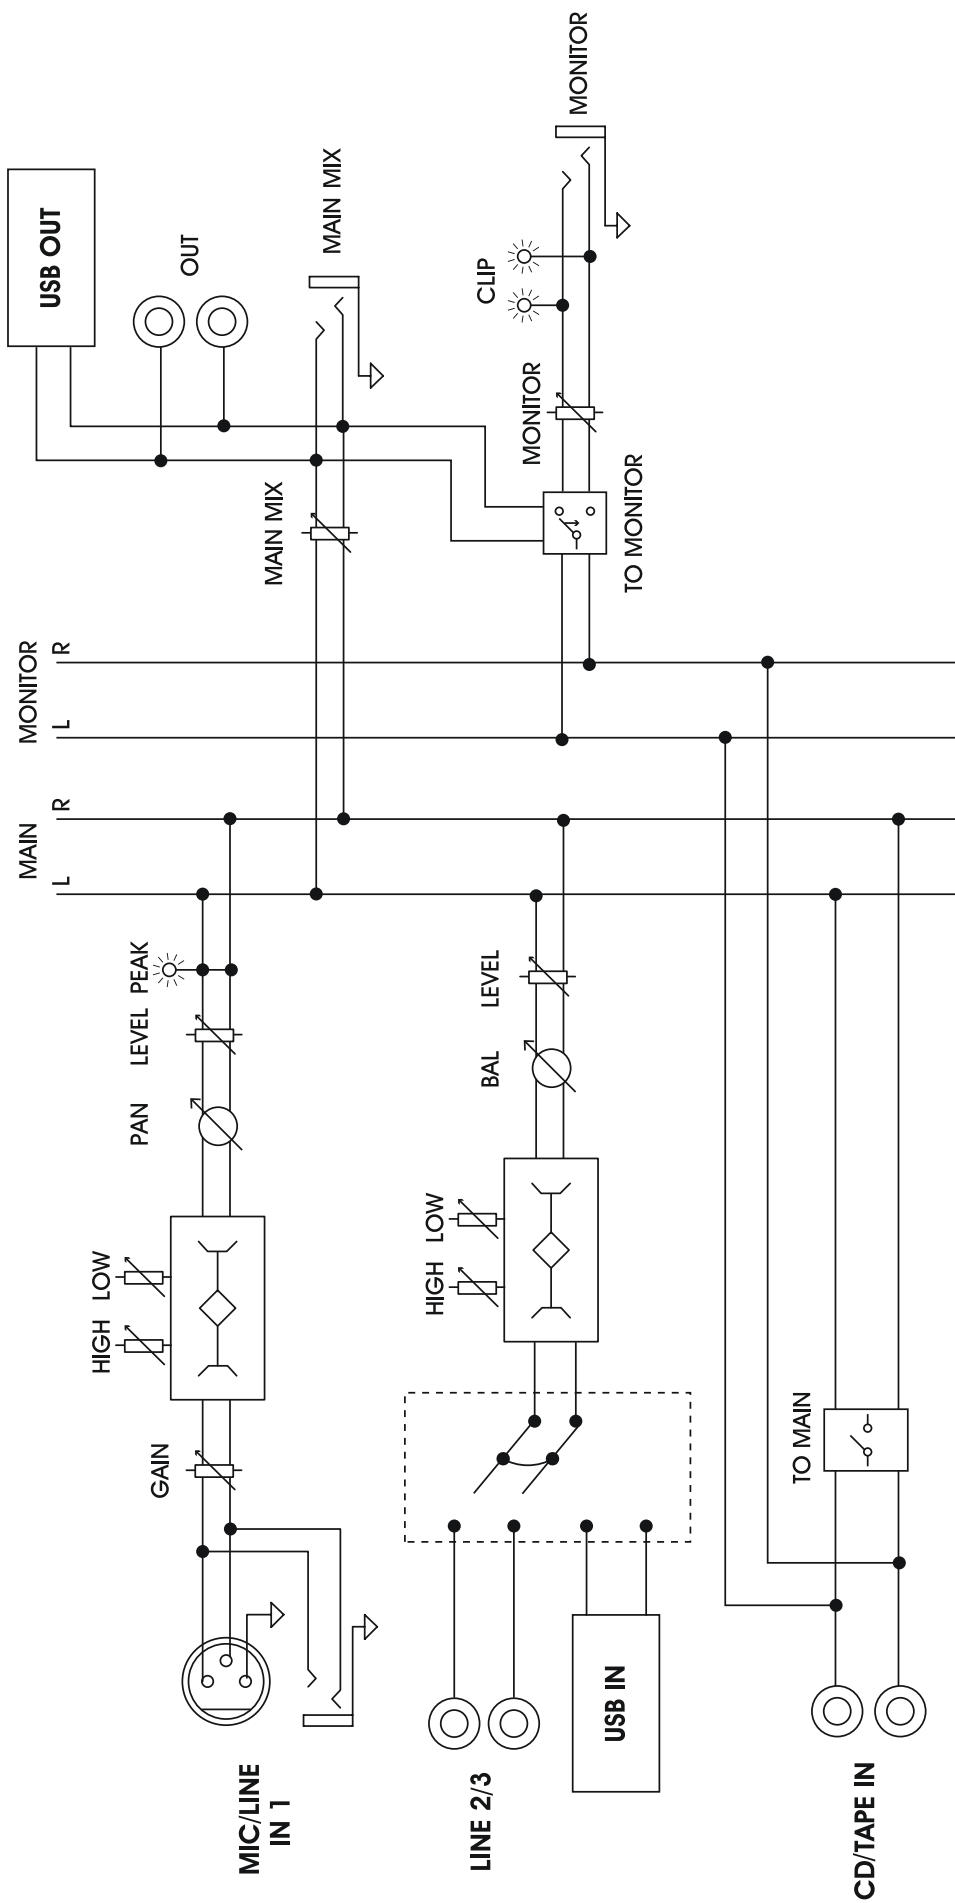 MIC/LINE
IN 1
GAIN
HIGH
LOW
PAN
LEVEL
PEAK
LINE 2/3
USB IN
HIGH
LOW
BAL
LEVEL
CD/TAPE IN
TO MAIN
MAIN
L
R
MONITOR
L
R
MAIN MIX
MAIN MIX
OUT
USB OUT
TO MONITOR
MONITOR
CLIP
MONITOR